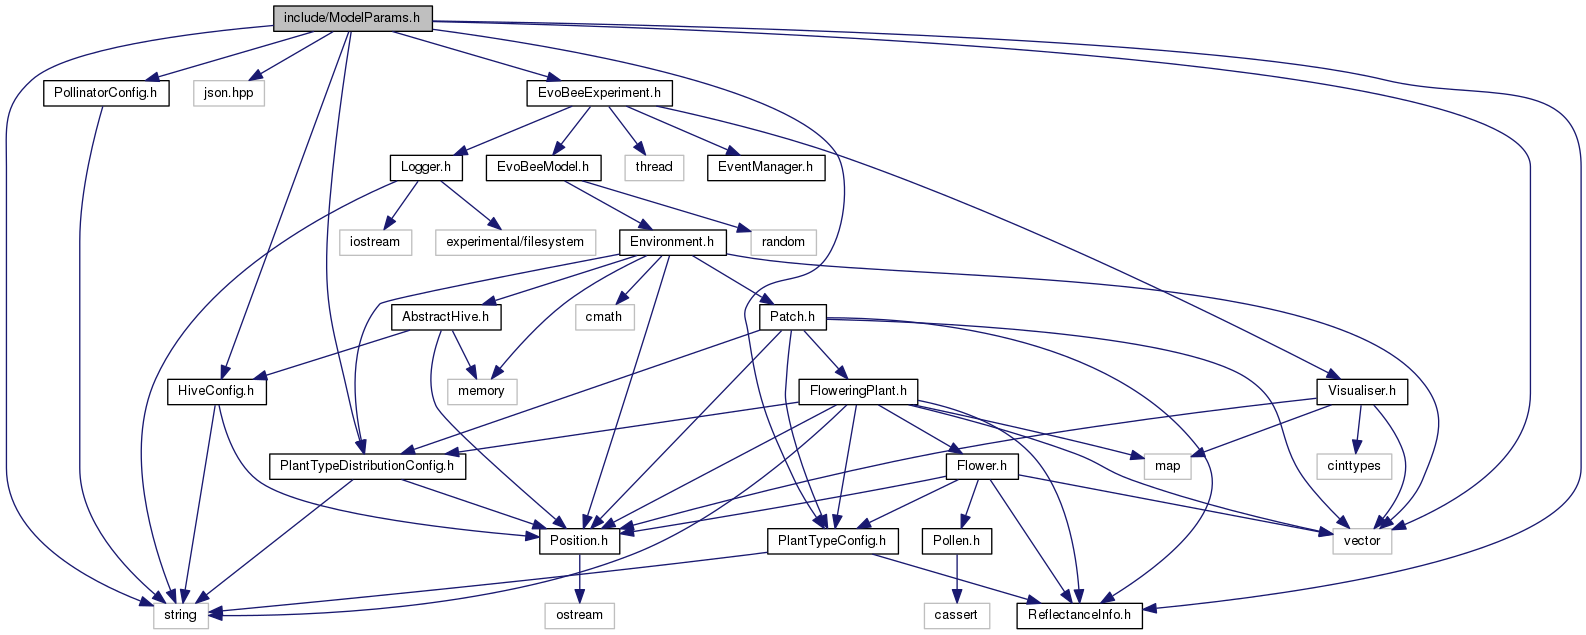 include/ModelParams.h
PollinatorConfig.h
json.hpp
EvoBeeExperiment.h
Logger.h
EvoBeeModel.h
thread
EventManager.h
iostream
experimental/filesystem
Environment.h
random
AbstractHive.h
cmath
Patch.h
HiveConfig.h
memory
FloweringPlant.h
Visualiser.h
PlantTypeDistributionConfig.h
Flower.h
map
cinttypes
Position.h
PlantTypeConfig.h
Pollen.h
vector
string
ostream
cassert
ReflectanceInfo.h